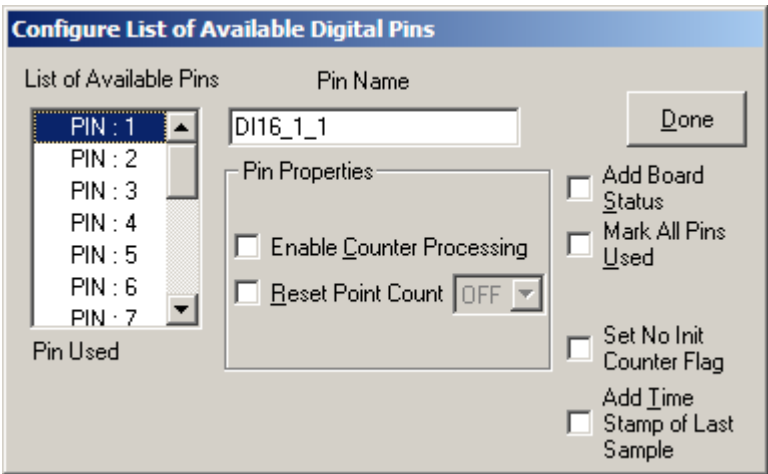 Configure List of Available Digital Pins
List of Available Pins
Pin Name
PIN : 1
PIN : 2
PIN : 3
PIN : 4
PIN : 5
PIN : 6
PIN : 7
Pin Used
DI16_1_1
Pin Properties
Enable Counter Processing
Reset Point Count OFF
Done
Add Board
Status
Mark All Pins
Used
Set No Init
Counter Flag
Add Time
Stamp of Last
Sample